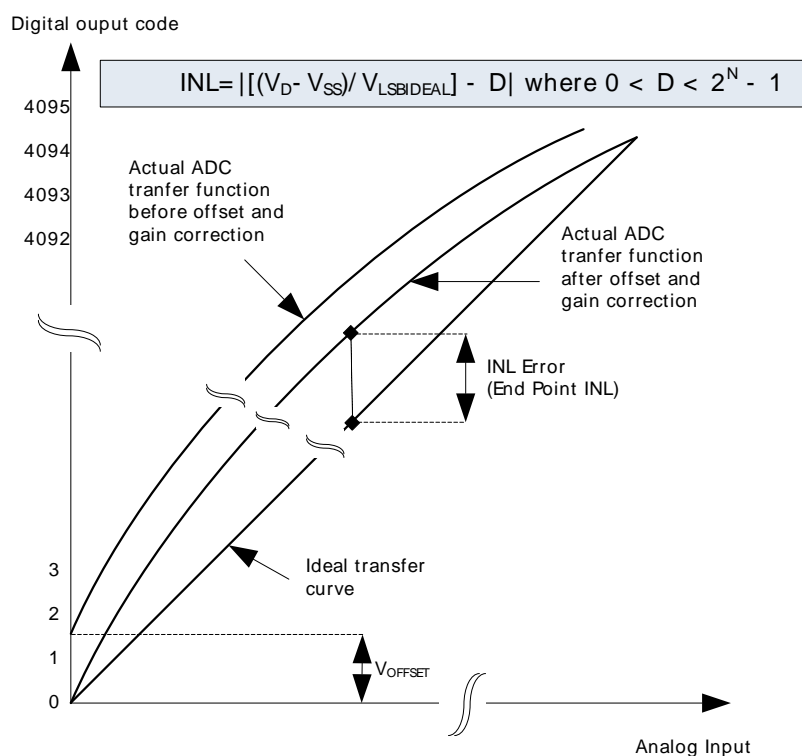 Digital ouput code
INL= |[(VD- VSS)/ VLSBIDEAL] - D| where 0 < D < 2^N - 1
4095
4094
4093
4092
Actual ADC
tranfer function
before offset and
gain correction
Actual ADC
tranfer function
after offset and
gain correction
INL Error
(End Point INL)
Ideal transfer
curve
3
2
1
0
VOFFSET
Analog Input